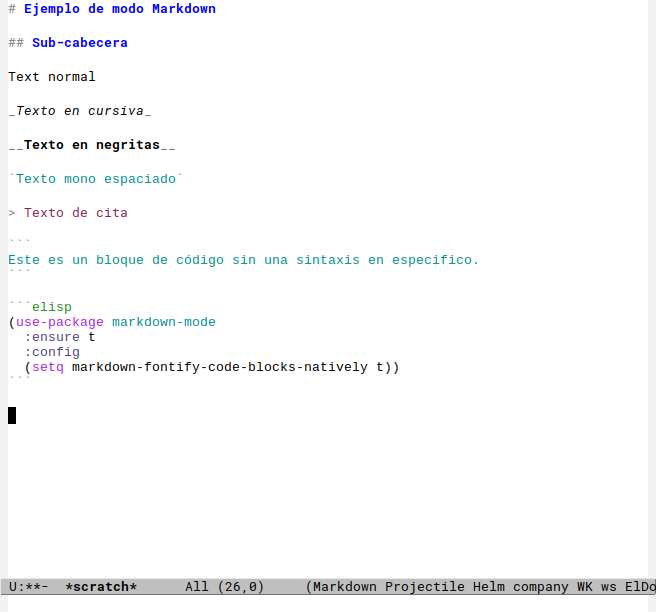 # Ejemplo de modo Markdown
## Sub-cabecera
Text normal
_Texto en cursiva_
__Texto en negritas__
`Texto mono espaciado`
> Texto de cita
```
Este es un bloque de código sin una sintaxis en especifico.
```
```elisp
(use-package markdown-mode
  :ensure t
  :config
  (setq markdown-fontify-code-blocks-natively t))
```
U:**-  *scratch*      All (26,0)     (Markdown Projectile Helm company WK ws ElDo